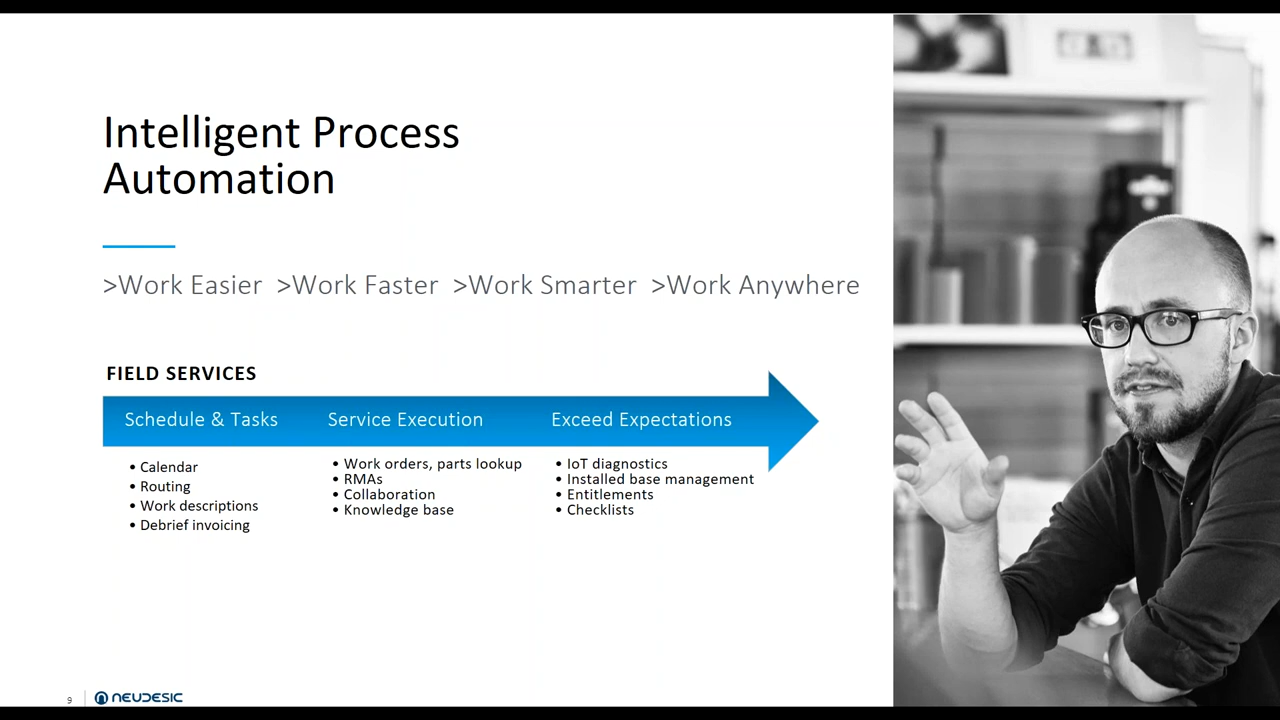 Intelligent Process
Automation
>Work Easier >Work Faster >Work Smarter >Work Anywhere
FIELD SERVICES
Schedule & Tasks
• Calendar
• Routing
• Work descriptions
• Debrief invoicing
Service Execution
• Work orders, parts lookup
• RMAs
• Collaboration
• Knowledge base
Exceed Expectations
• IoT diagnostics
• Installed base management
• Entitlements
• Checklists
9
NEUDESIC